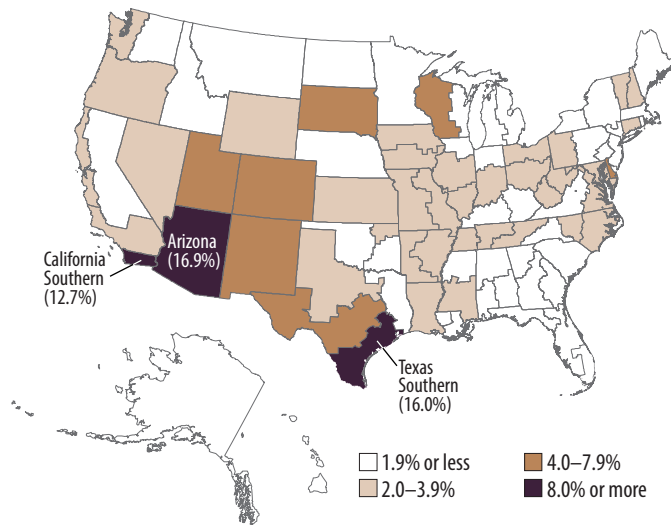 Arizona
(16.9%)
California
Southern
(12.7%)
Texas
Southern
(16.0%)
1.9% or less
2.0–3.9%
4.0–7.9%
8.0% or more